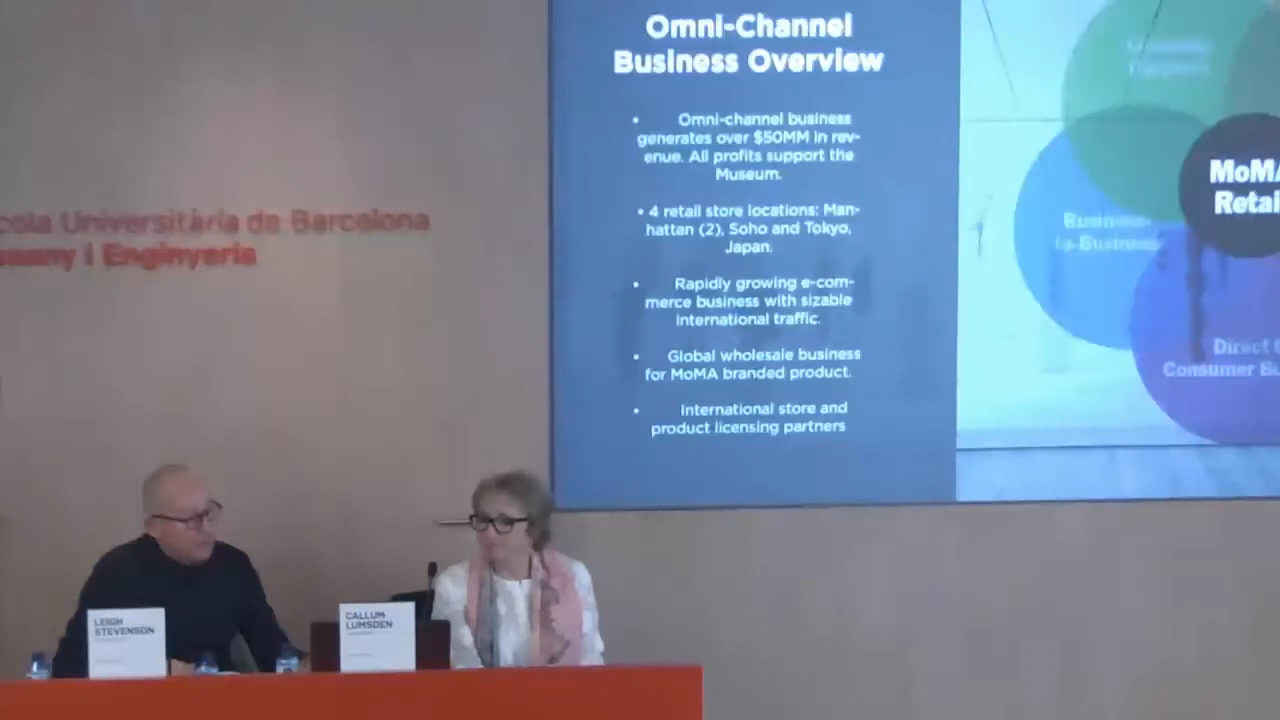 Omni-Channel
Business Overview
• Omni-channel business
generates over $50MM in rev-
enue. All profits support the
Museum.
• 4 retail store locations: Man-
hattan (2), Soho and Tokyo,
Japan.
• Rapidly growing e-com-
merce business with sizable
international traffic.
• Global wholesale business
for MoMA branded product.
• International store and
product licensing partners
MoMA
Retai
Business-
to-Business
Direct
Consumer Bu
cola Universitària de Barcelona
i Enginyeria
LEIGH
STEVENSON
CALLUM
LUMSDEN